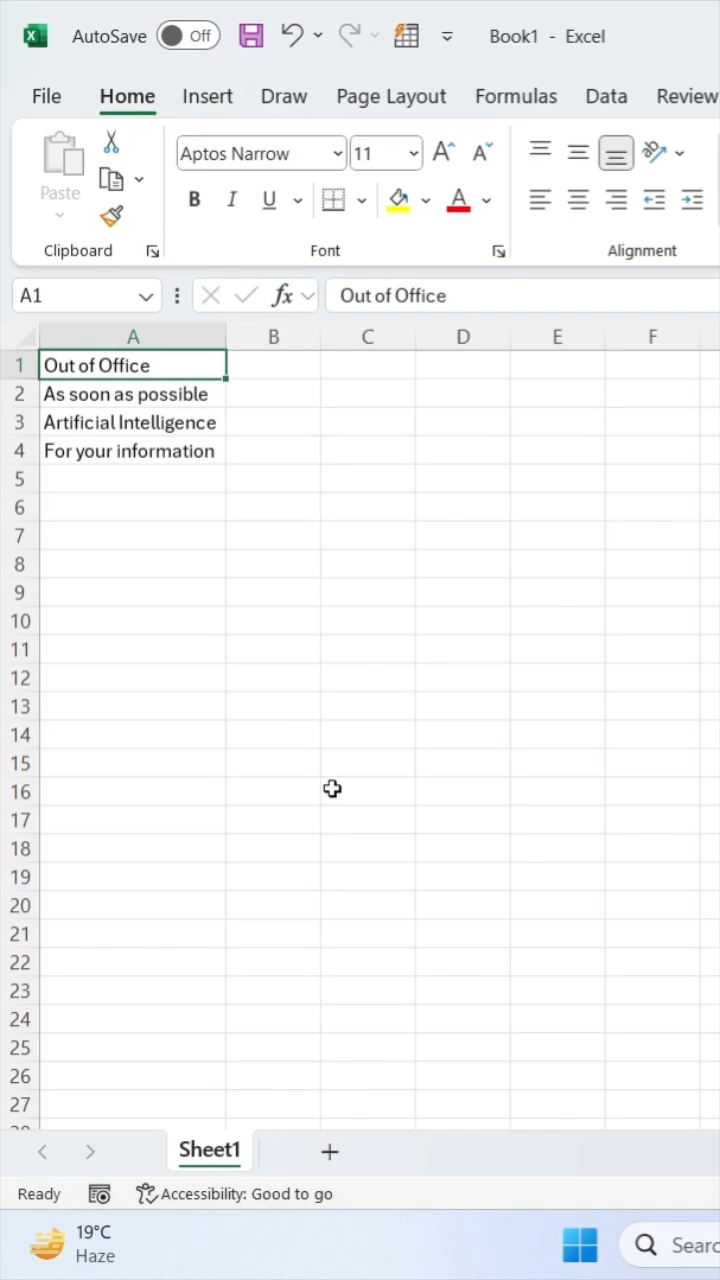 AutoSave Off Book1 - Excel
File Home Insert Draw Page Layout Formulas Data Review
Paste Aptos Narrow 11 A A
B I U A
Clipboard Font Alignment
A1 fx Out of Office
A B C D E F
1 Out of Office
2 As soon as possible
3 Artificial Intelligence
4 For your information
5
6
7
8
9
10
11
12
13
14
15
16
17
18
19
20
21
22
23
24
25
26
27
Sheet1 +
Ready Accessibility: Good to go
19°C
Haze